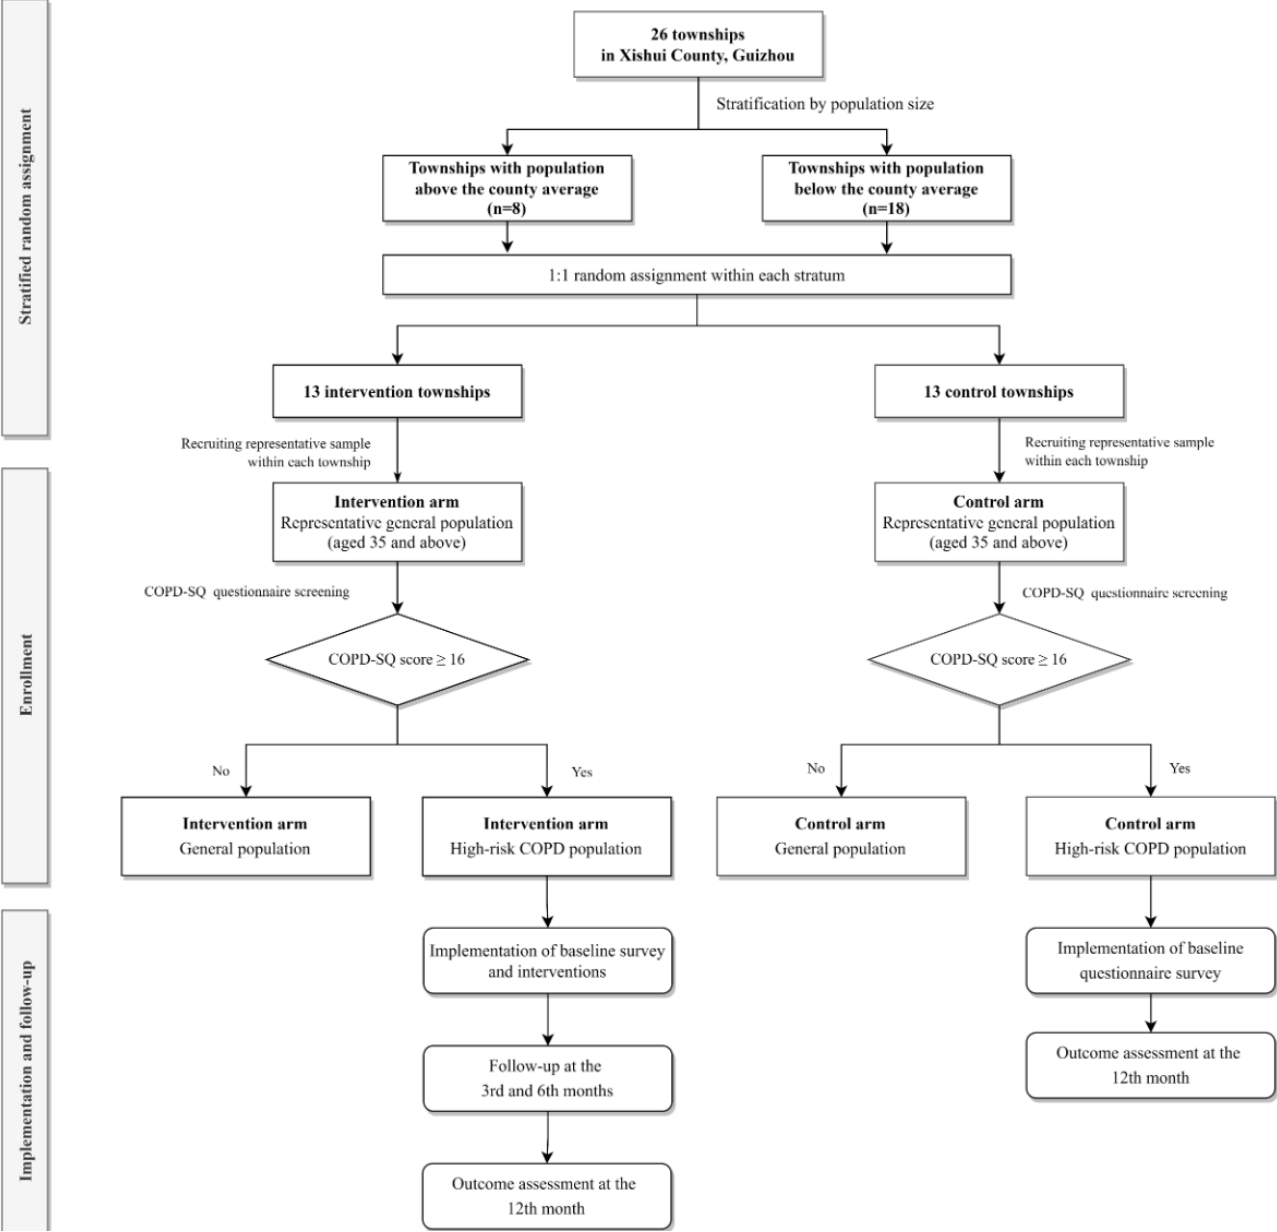 Stratified random assignment
26 townships
in Xishui County, Guizhou
Stratification by population size
Townships with population
above the county average
(n=8)
Townships with population
below the county average
(n=18)
1:1 random assignment within each stratum
13 intervention townships
13 control townships
Recruiting representative sample
within each township
Recruiting representative sample
within each township
Enrollment
Intervention arm
Representative general population
(aged 35 and above)
Control arm
Representative general population
(aged 35 and above)
COPD-SQ questionnaire screening
COPD-SQ questionnaire screening
COPD-SQ score ≥ 16
COPD-SQ score ≥ 16
No
Yes
No
Yes
Intervention arm
General population
Intervention arm
High-risk COPD population
Control arm
General population
Control arm
High-risk COPD population
Implementation and follow-up
Implementation of baseline survey
and interventions
Implementation of baseline
questionnaire survey
Follow-up at the
3rd and 6th months
Outcome assessment at the
12th month
Outcome assessment at the
12th month